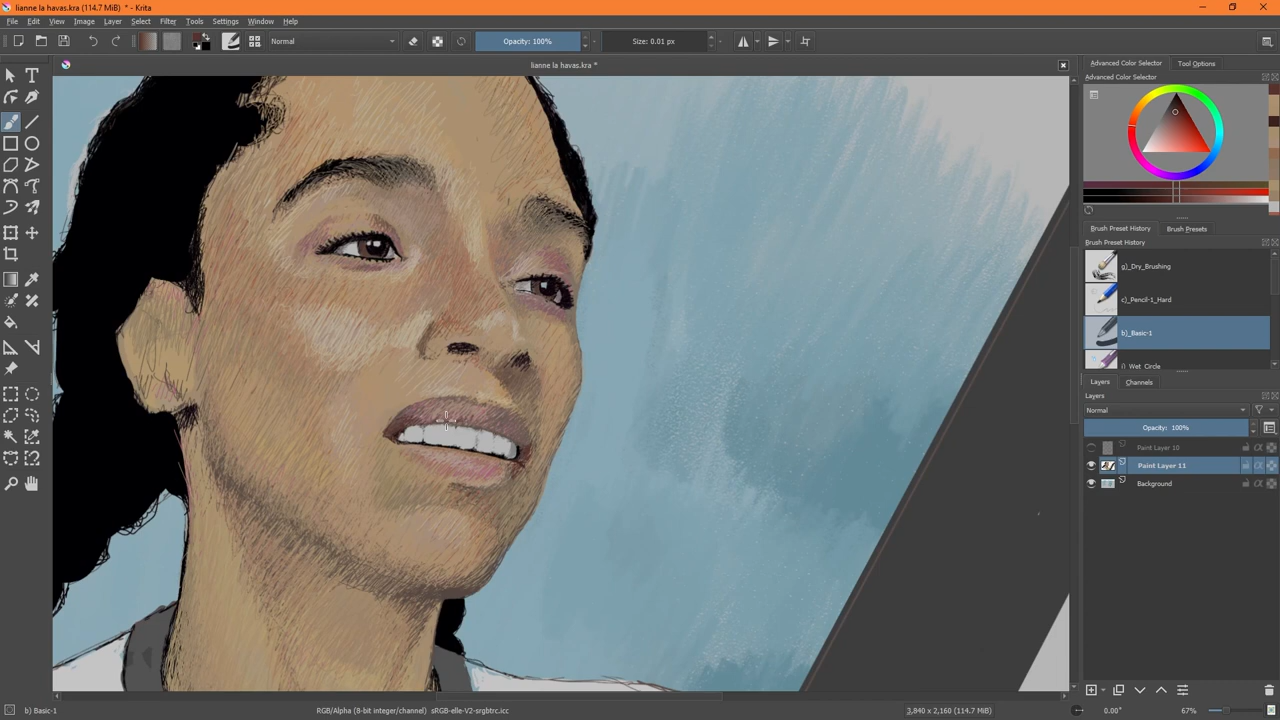 lianne la havas.kra (114.7 MiB) * - Krita
File Edit View Image Layer Select Filter Tools Settings Window Help
Normal Opacity: 100% Size: 0.01 px
lianne la havas.kra *
Advanced Color Selector Tool Options
Advanced Color Selector
Brush Preset History Brush Presets
Brush Preset History
g)_Dry_Brushing
c)_Pencil-1_Hard
b)_Basic-1
i)_Wet_Circle
Layers Channels
Layers
Normal
Opacity: 100%
Paint Layer 10
Paint Layer 11
Background
b) Basic-1 RGB/Alpha (8-bit integer/channel) sRGB-elle-V2-srgbtrc.icc 3,840 x 2,160 (114.7 MiB) 0.00° 67%